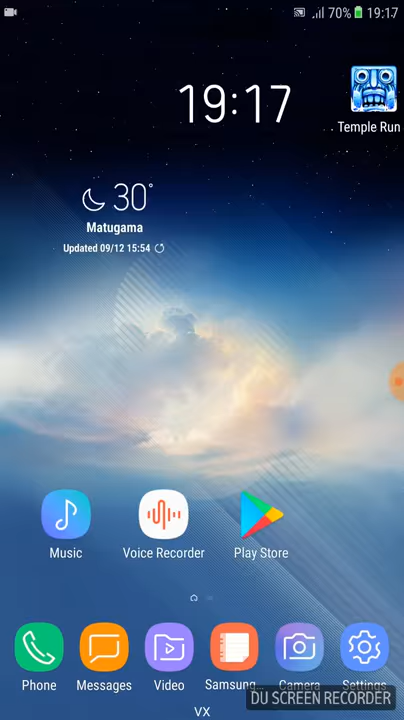 70% 19:17
19:17
Temple Run
30°
Matugama
Updated 09/12 15:54
Music
Voice Recorder
Play Store
Phone
Messages
Video
Samsung...
Camera
Settings
DU SCREEN RECORDER
VX